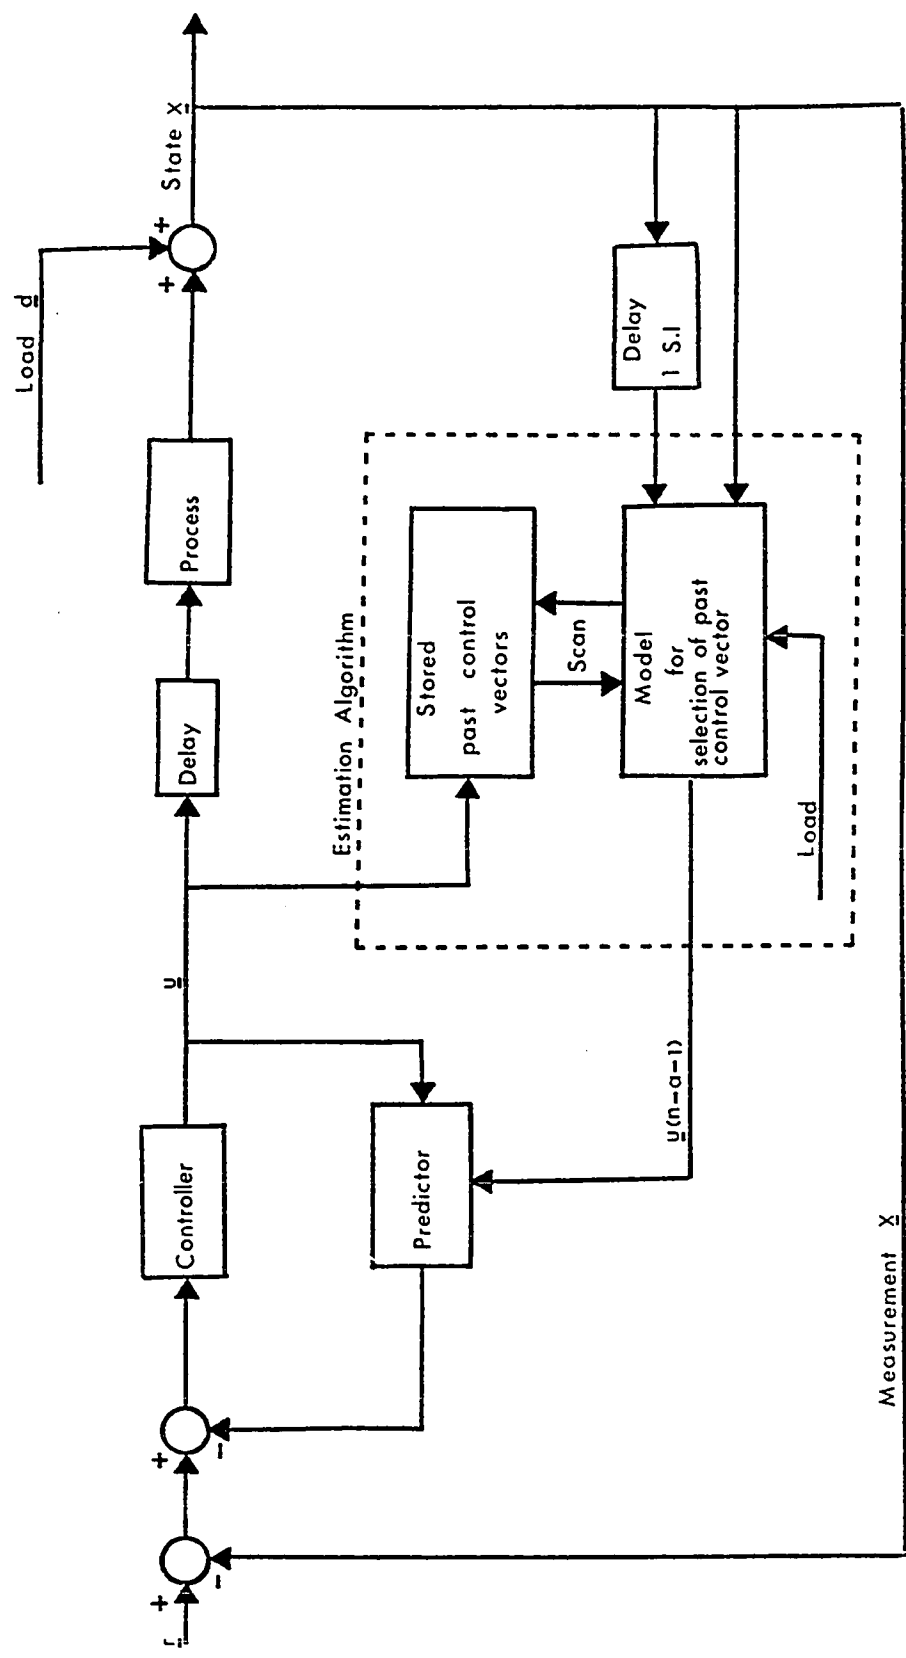 r
+
-
+
-
Controller
u
Delay
Process
+
+
State x
Load d
Predictor
u(n-a-1)
Estimation Algorithm
Stored
past control
vectors
Scan
Model
for
selection of past
control vector
Load
Delay
1 S.I
Measurement x